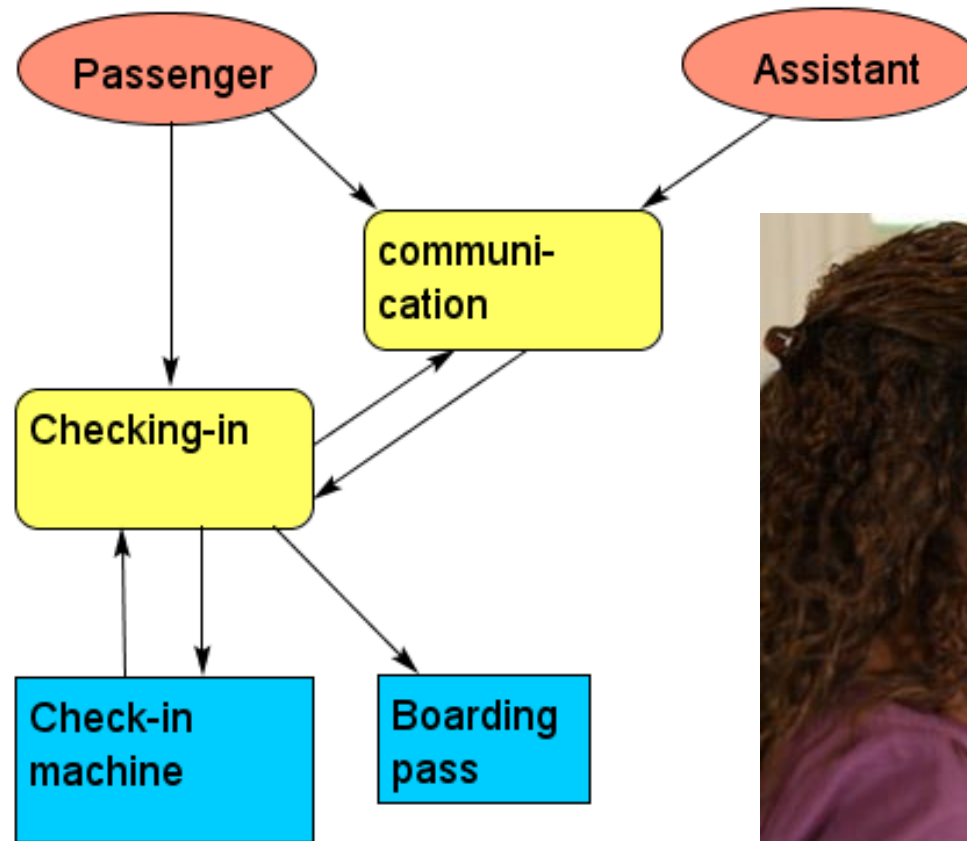 Passenger
Assistant
communi-
cation
Checking-in
Check-in
machine
Boarding
pass